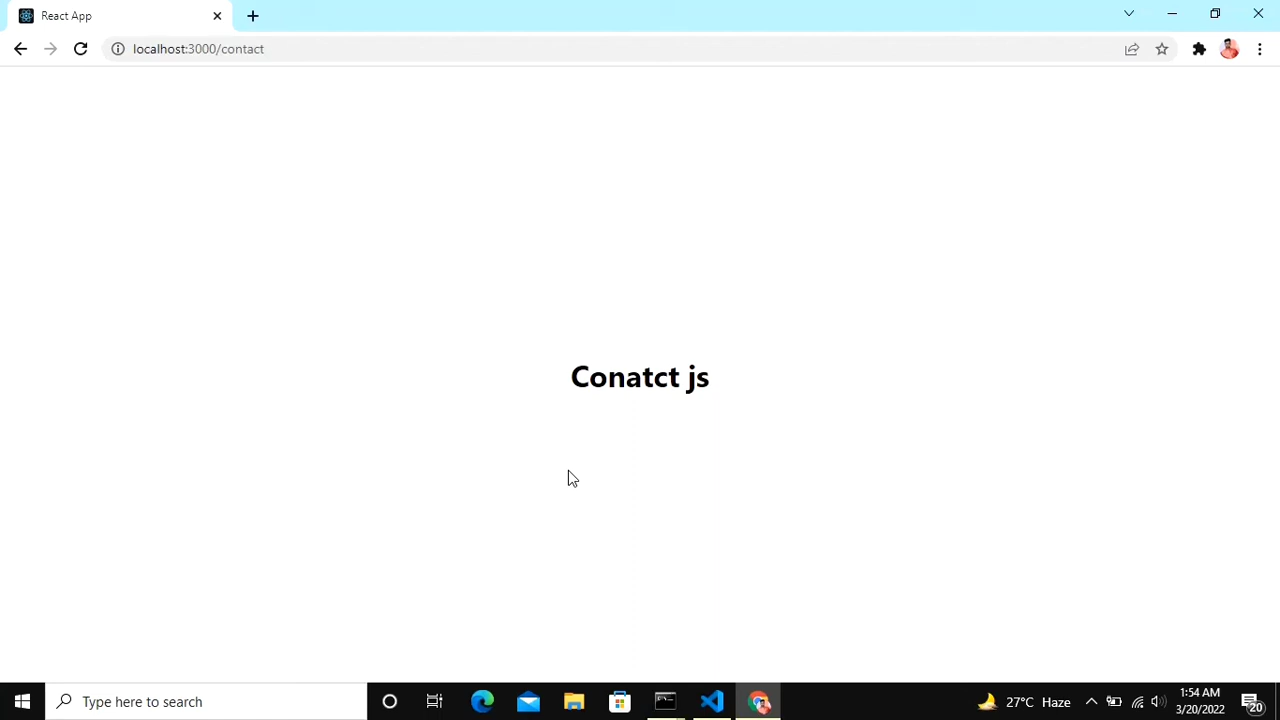 React App
localhost:3000/contact
Conatct js
Type here to search
27°C Haze
1:54 AM
3/20/2022
20